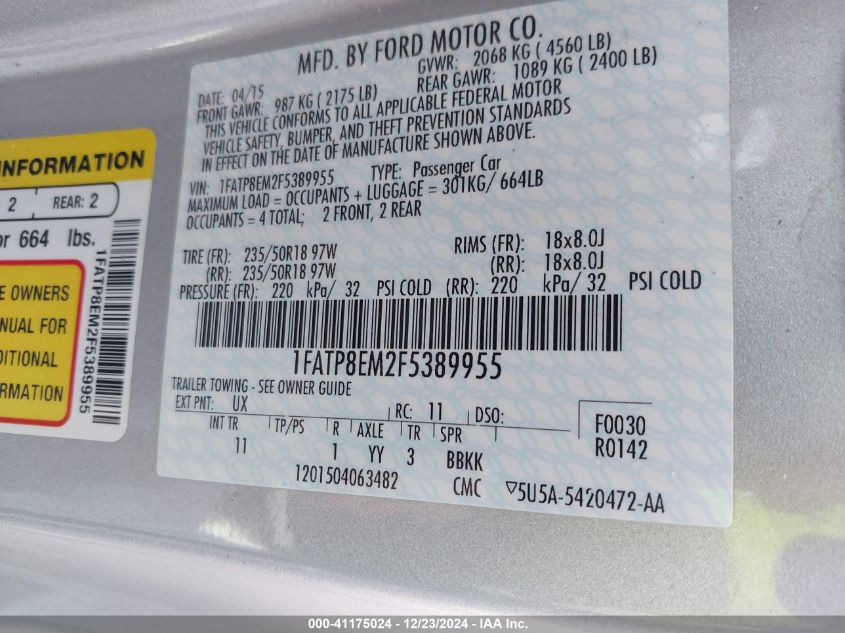 MFD. BY FORD MOTOR CO.
DATE: 04/15 GVWR: 2068 KG ( 4560 LB)
FRONT GAWR: 987 KG ( 2175 LB) REAR GAWR: 1089 KG ( 2400 LB)
THIS VEHICLE CONFORMS TO ALL APPLICABLE FEDERAL MOTOR
VEHICLE SAFETY, BUMPER, AND THEFT PREVENTION STANDARDS
IN EFFECT ON THE DATE OF MANUFACTURE SHOWN ABOVE.
VIN: 1FATP8EM2F5389955 TYPE: Passenger Car
MAXIMUM LOAD = OCCUPANTS + LUGGAGE = 301KG/ 664LB
OCCUPANTS = 4 TOTAL; 2 FRONT, 2 REAR
TIRE (FR): 235/50R18 97W RIMS (FR): 18x8.0J
(RR): 235/50R18 97W (RR): 18x8.0J
PRESSURE (FR): 220 kPa/ 32 PSI COLD (RR): 220 kPa/ 32 PSI COLD
1FATP8EM2F5389955
TRAILER TOWING - SEE OWNER GUIDE
EXT PNT: UX RC: 11 DSO:
INT TR TP/PS R AXLE TR SPR
11 1 YY 3 BBKK
F0030
R0142
1201504063482 CMC 5U5A-5420472-AA
INFORMATION
2 REAR: 2
or 664 lbs.
E OWNERS
NUAL FOR
DITIONAL
RMATION
1FATP8EM2F5389955
000-41175024 - 12/23/2024 - IAA Inc.